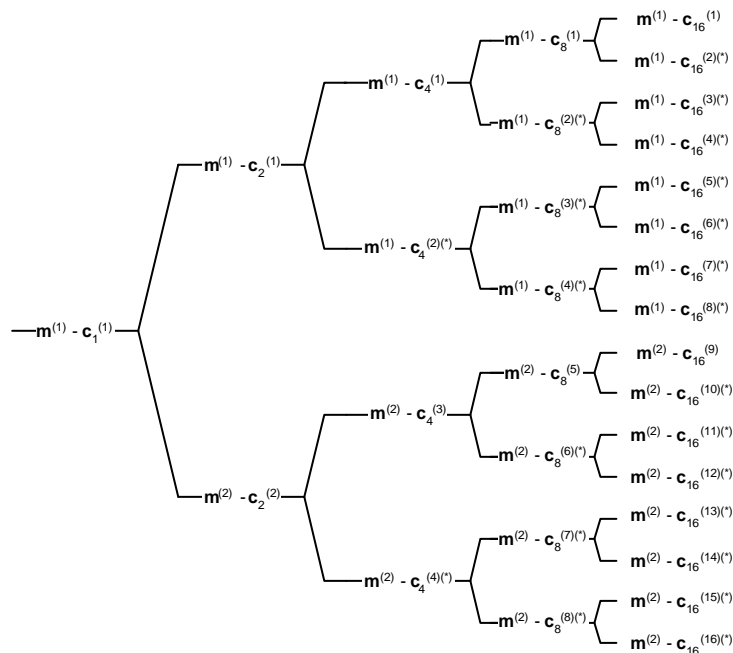 m(1) - c16(1)
m(1) - c8(1)
m(1) - c16(2)(*)
m(1) - c4(1)
m(1) - c16(3)(*)
m(1) - c8(2)(*)
m(1) - c16(4)(*)
m(1) - c2(1)
m(1) - c16(5)(*)
m(1) - c8(3)(*)
m(1) - c16(6)(*)
m(1) - c4(2)(*)
m(1) - c16(7)(*)
m(1) - c8(4)(*)
m(1) - c16(8)(*)
m(1) - c1(1)
m(2) - c16(9)
m(2) - c8(5)
m(2) - c16(10)(*)
m(2) - c4(3)
m(2) - c16(11)(*)
m(2) - c8(6)(*)
m(2) - c16(12)(*)
m(2) - c2(2)
m(2) - c16(13)(*)
m(2) - c8(7)(*)
m(2) - c16(14)(*)
m(2) - c4(4)(*)
m(2) - c16(15)(*)
m(2) - c8(8)(*)
m(2) - c16(16)(*)